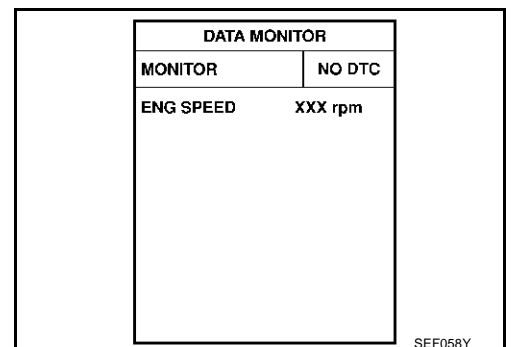 DATA MONITOR
MONITOR NO DTC
ENG SPEED XXX rpm
SEF058Y